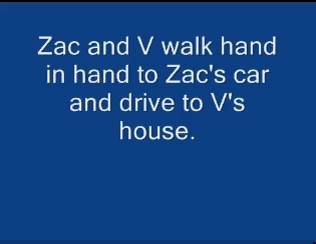 Zac and V walk hand
in hand to Zac's car
and drive to V's
house.